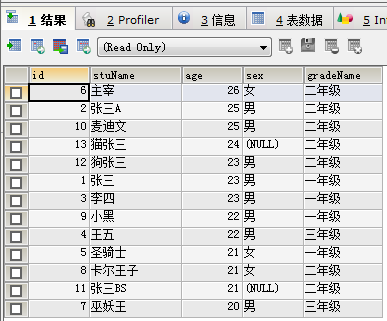 1 结果 2 Profiler 3 信息 4 表数据 5 In
(Read Only)
id stuName age sex gradeName
6 主宰 26 女 二年级
2 张三A 25 男 二年级
10 麦迪文 25 男 二年级
13 猫张三 24 (NULL) 二年级
12 狗张三 23 男 二年级
1 张三 23 男 一年级
3 李四 23 男 一年级
9 小黑 22 男 一年级
4 王五 22 男 三年级
5 圣骑士 21 女 一年级
8 卡尔王子 21 女 二年级
11 张三BS 21 (NULL) 二年级
7 巫妖王 20 男 三年级